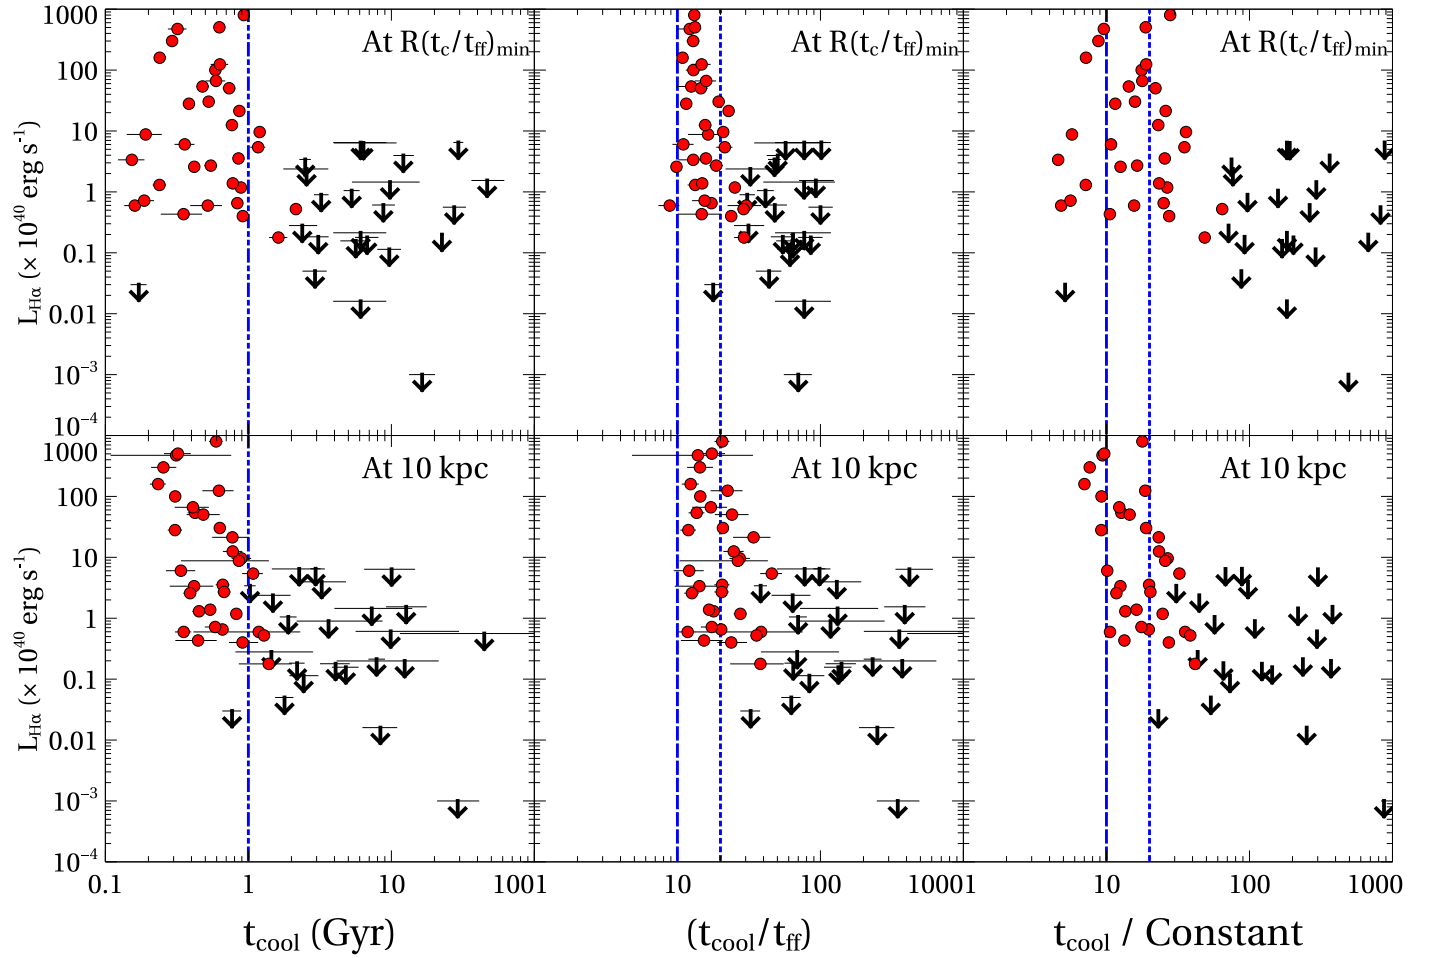 1000
100
10
1
0.1
0.01
10⁻³
10⁻⁴
L_Hα (× 10⁴⁰ erg s⁻¹)
At R(t_c/t_ff)_min
At R(t_c/t_ff)_min
At R(t_c/t_ff)_min
1000
100
10
1
0.1
0.01
10⁻³
10⁻⁴
L_Hα (× 10⁴⁰ erg s⁻¹)
At 10 kpc
At 10 kpc
At 10 kpc
0.1 1 10 1001 10 100 10001 10 100 1000
t_cool (Gyr)
(t_cool/t_ff)
t_cool / Constant